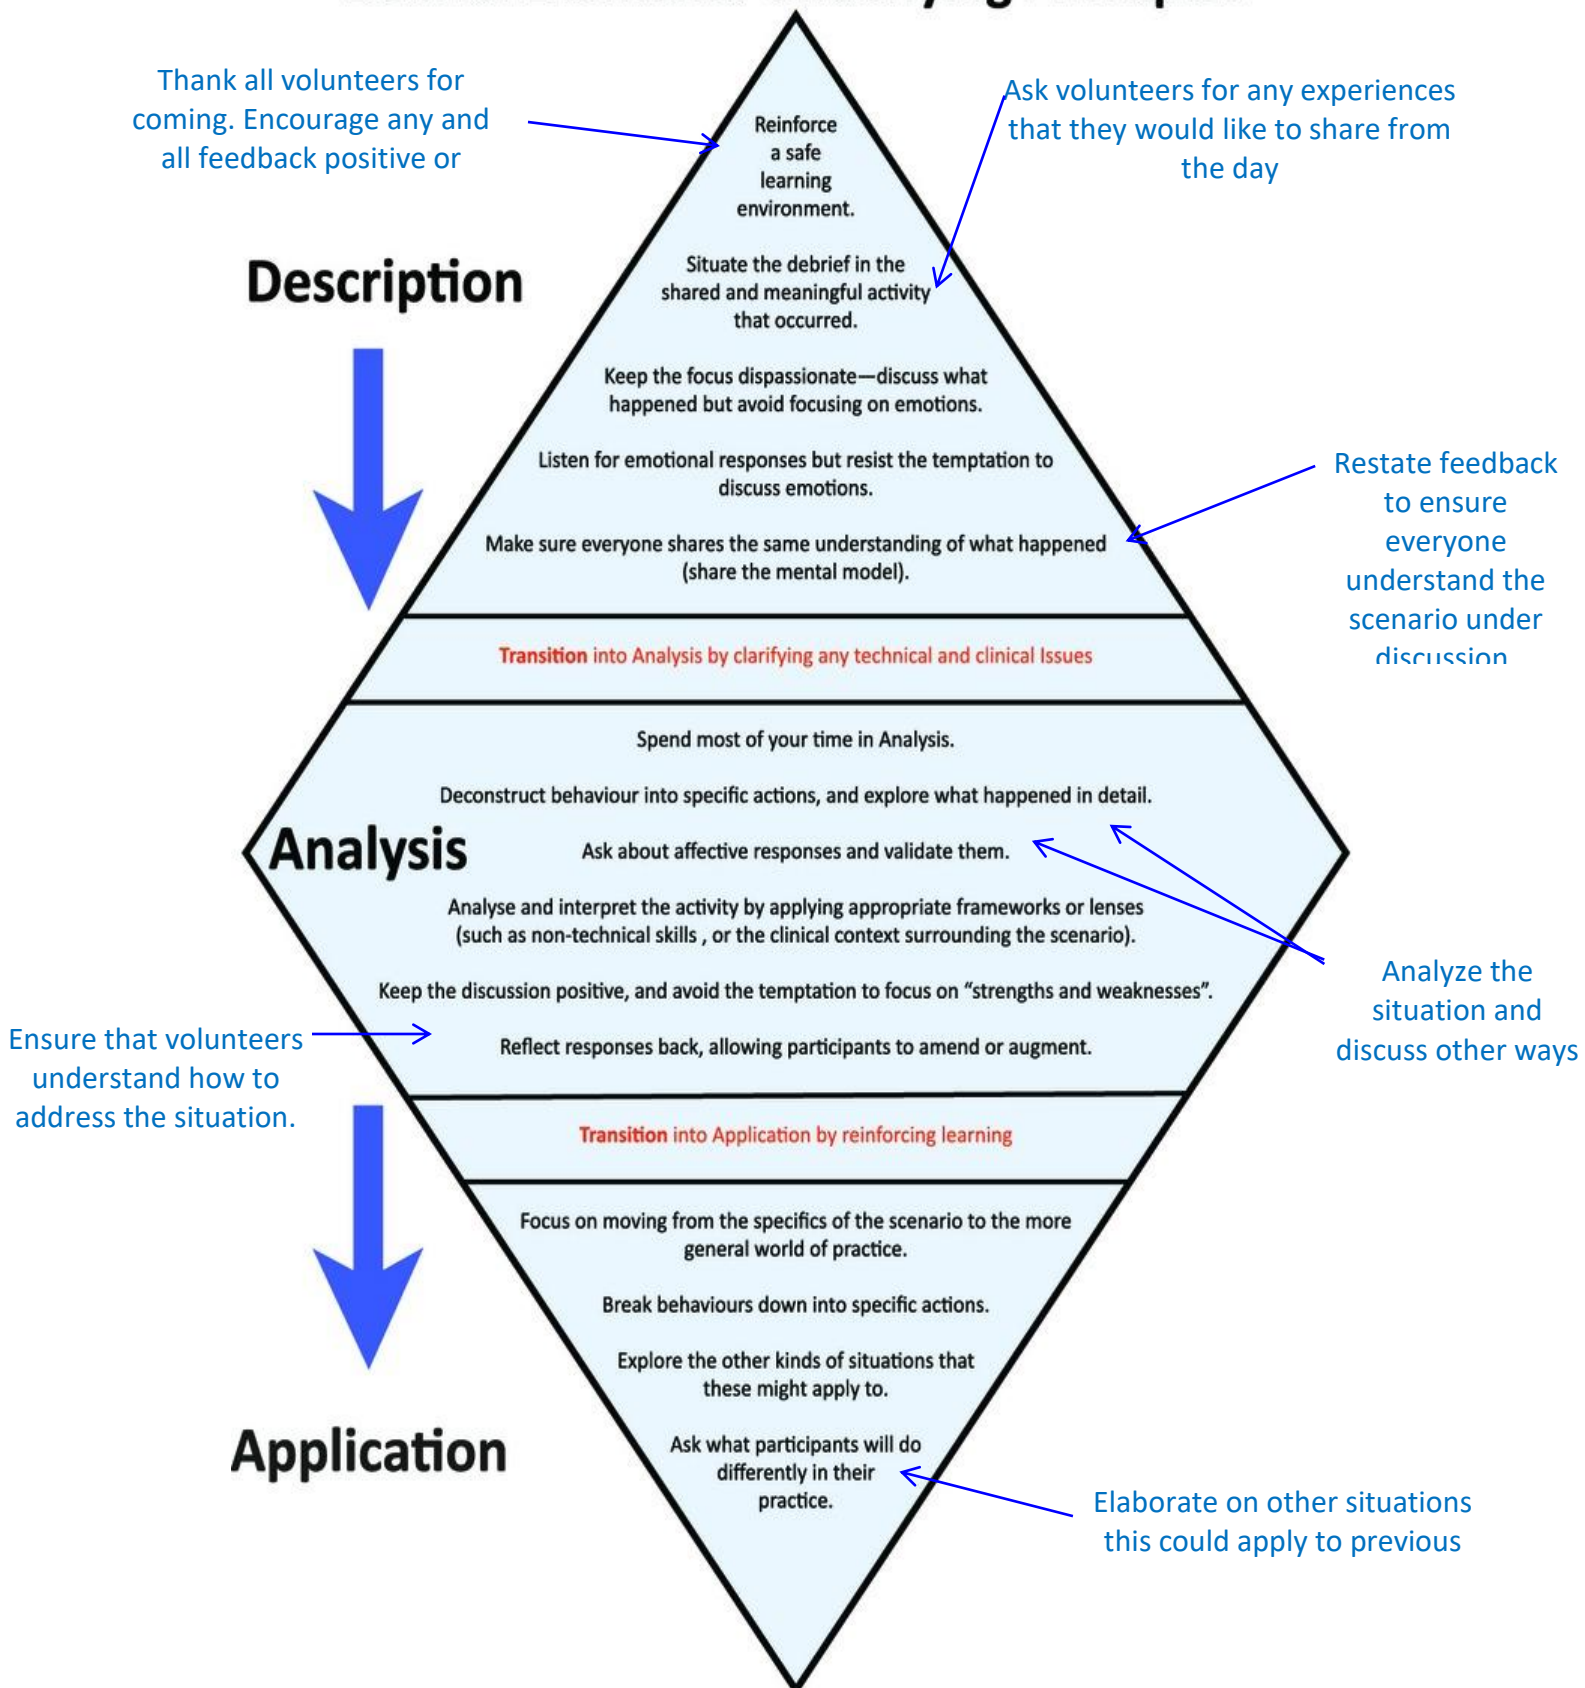 Thank all volunteers for
coming. Encourage any and
all feedback positive or
Ask volunteers for any experiences
that they would like to share from
the day
Reinforce
a safe
learning
environment.
Description
Situate the debrief in the
shared and meaningful activity
that occurred.
Keep the focus dispassionate—discuss what
happened but avoid focusing on emotions.
Listen for emotional responses but resist the temptation to
discuss emotions.
Make sure everyone shares the same understanding of what happened
(share the mental model).
Restate feedback
to ensure
everyone
understand the
scenario under
discussion
Transition into Analysis by clarifying any technical and clinical Issues
Spend most of your time in Analysis.
Deconstruct behaviour into specific actions, and explore what happened in detail.
Analysis
Ask about affective responses and validate them.
Analyse and interpret the activity by applying appropriate frameworks or lenses
(such as non-technical skills , or the clinical context surrounding the scenario).
Keep the discussion positive, and avoid the temptation to focus on “strengths and weaknesses”.
Reflect responses back, allowing participants to amend or augment.
Analyze the
situation and
discuss other ways
Ensure that volunteers
understand how to
address the situation.
Transition into Application by reinforcing learning
Focus on moving from the specifics of the scenario to the more
general world of practice.
Break behaviours down into specific actions.
Explore the other kinds of situations that
these might apply to.
Application
Ask what participants will do
differently in their
practice.
Elaborate on other situations
this could apply to previous